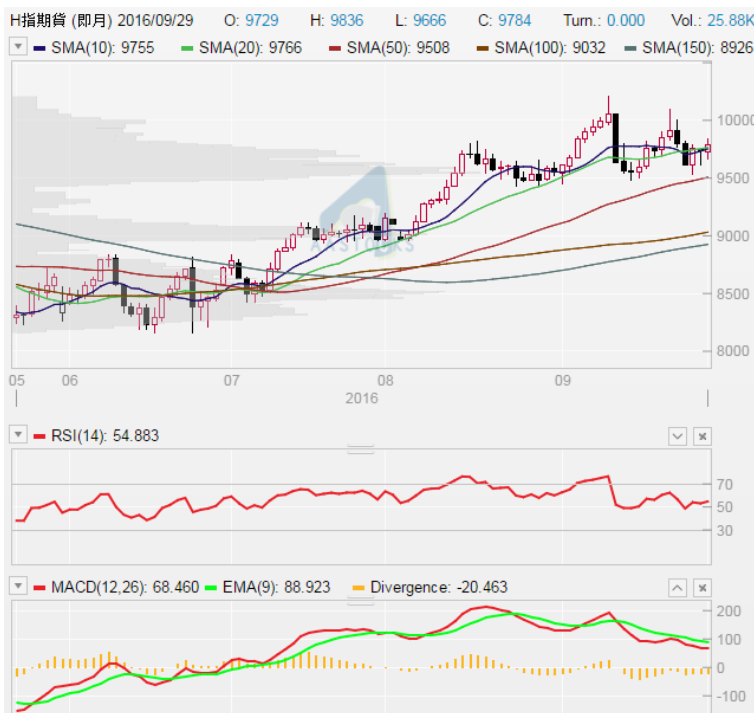 H指期貨 (即月) 2016/09/29 O: 9729 H: 9836 L: 9666 C: 9784 Turn.: 0.000 Vol.: 25.88K
SMA(10): 9755 SMA(20): 9766 SMA(50): 9508 SMA(100): 9032 SMA(150): 8926
10000
9500
9000
8500
8000
05 06 07 08 09
2016
RSI(14): 54.883
70
50
30
MACD(12,26): 68.460 EMA(9): 88.923 Divergence: -20.463
200
100
0
-100